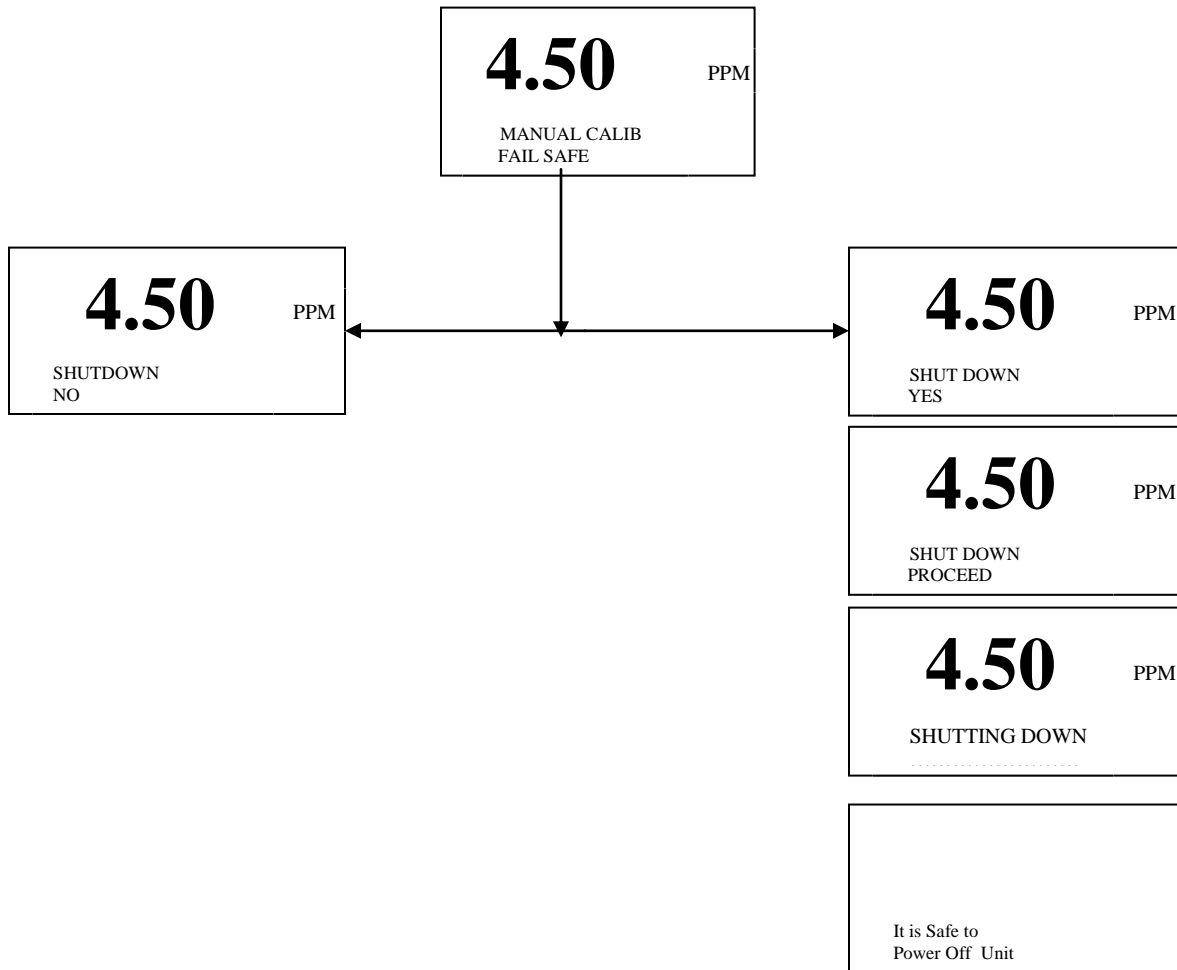 4.50 PPM
MANUAL CALIB
FAIL SAFE
4.50 PPM
SHUTDOWN
NO
4.50 PPM
SHUT DOWN
YES
4.50 PPM
SHUT DOWN
PROCEED
4.50 PPM
SHUTTING DOWN
........................
It is Safe to
Power Off Unit